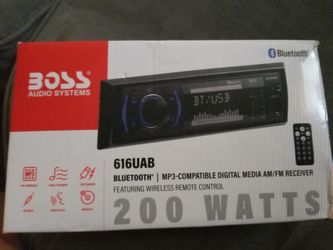 Bluetooth
BOSS
AUDIO SYSTEMS
BT/USB
616UAB
BLUETOOTH® | MP3-COMPATIBLE DIGITAL MEDIA AM/FM RECEIVER
FEATURING WIRELESS REMOTE CONTROL
200 WATTS